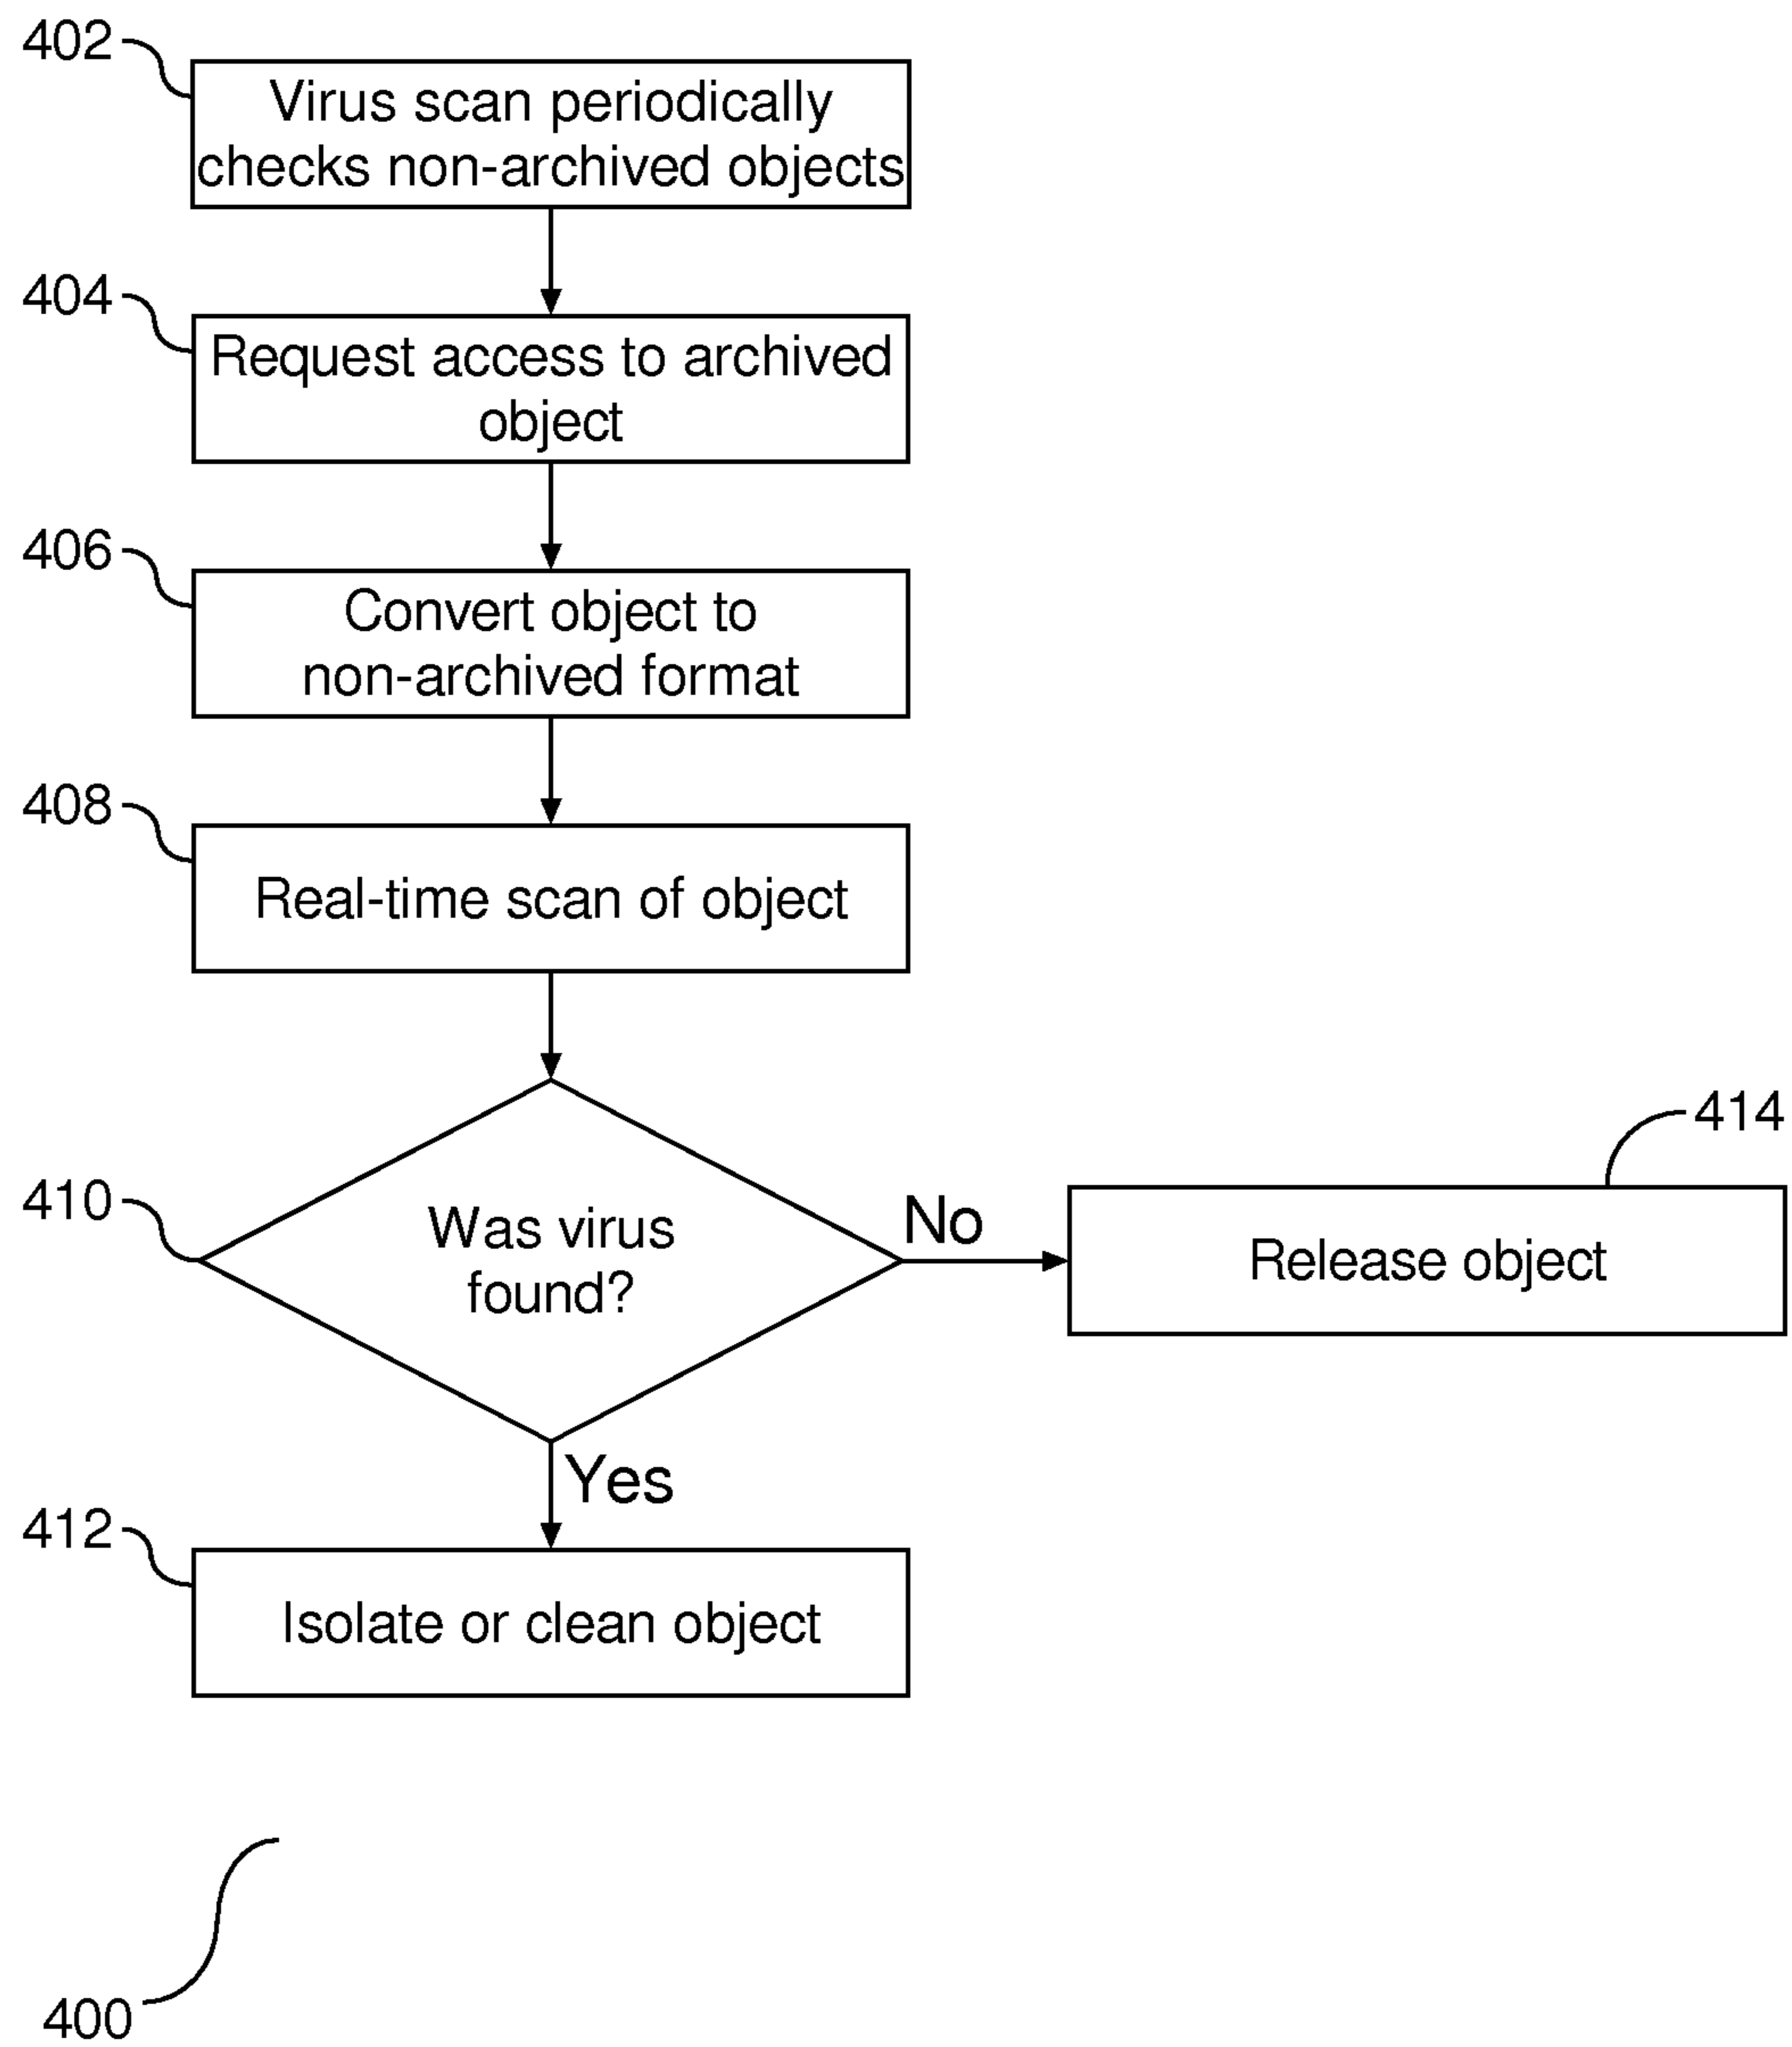 402
Virus scan periodically
checks non-archived objects
404
Request access to archived
object
406
Convert object to
non-archived format
408
Real-time scan of object
410
Was virus
found?
No
414
Release object
Yes
412
Isolate or clean object
400